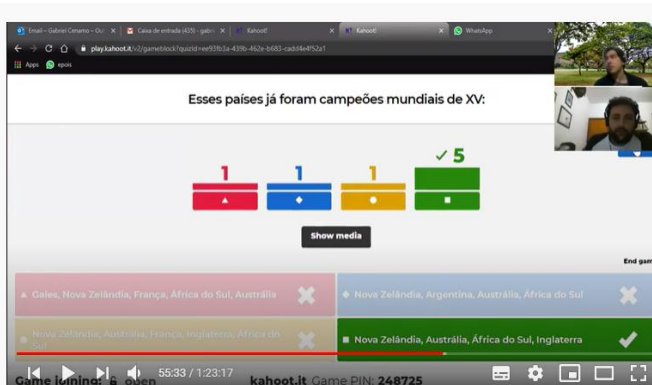 Email – Gabriel Cenamo – Out
Caixa de entrada (435) - gabri
Kahoot!
Kahoot!
WhatsApp
play.kahoot.it/v2/gameblock?quizId=ee93fb3a-439b-462e-b683-cadd4e4f52a1
Apps
epois
Esses países já foram campeões mundiais de XV:
1
1
1
5
Show media
End gam
Gales, Nova Zelândia, França, África do Sul, Austrália
Nova Zelândia, Argentina, Austrália, África do Sul
Nova Zelândia, Austrália, França, Inglaterra, África do
Sul
Nova Zelândia, Austrália, África do Sul, Inglaterra
55:33 / 1:23:17
Game joining: open
kahoot.it Game PIN: 248725